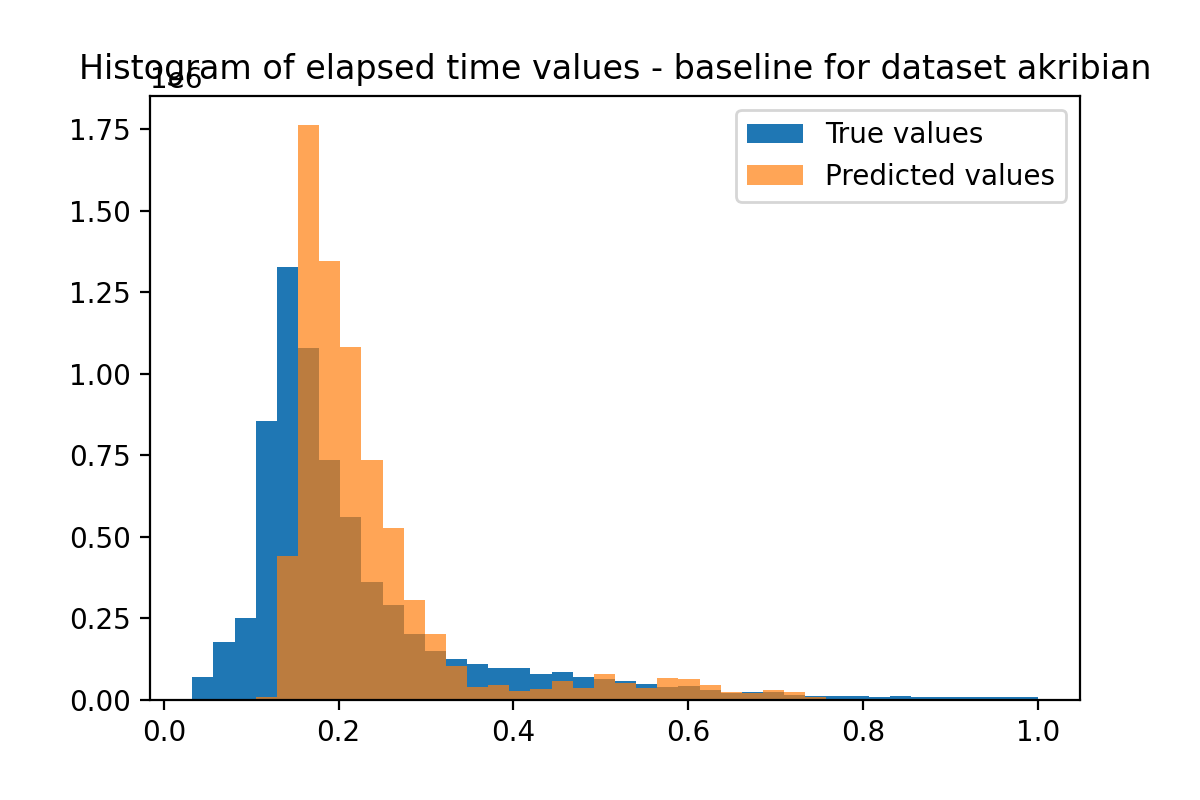 Histogram of elapsed time values - baseline for dataset akribian
1e6
True values
Predicted values
1.75
1.50
1.25
1.00
0.75
0.50
0.25
0.00
0.0 0.2 0.4 0.6 0.8 1.0